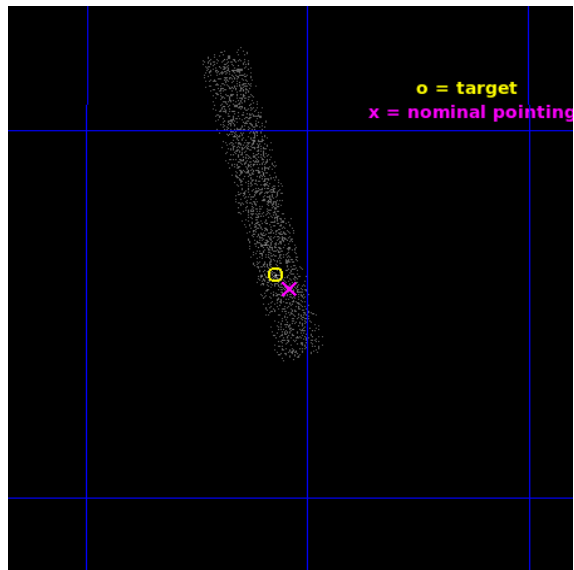 o = target
x = nominal pointing